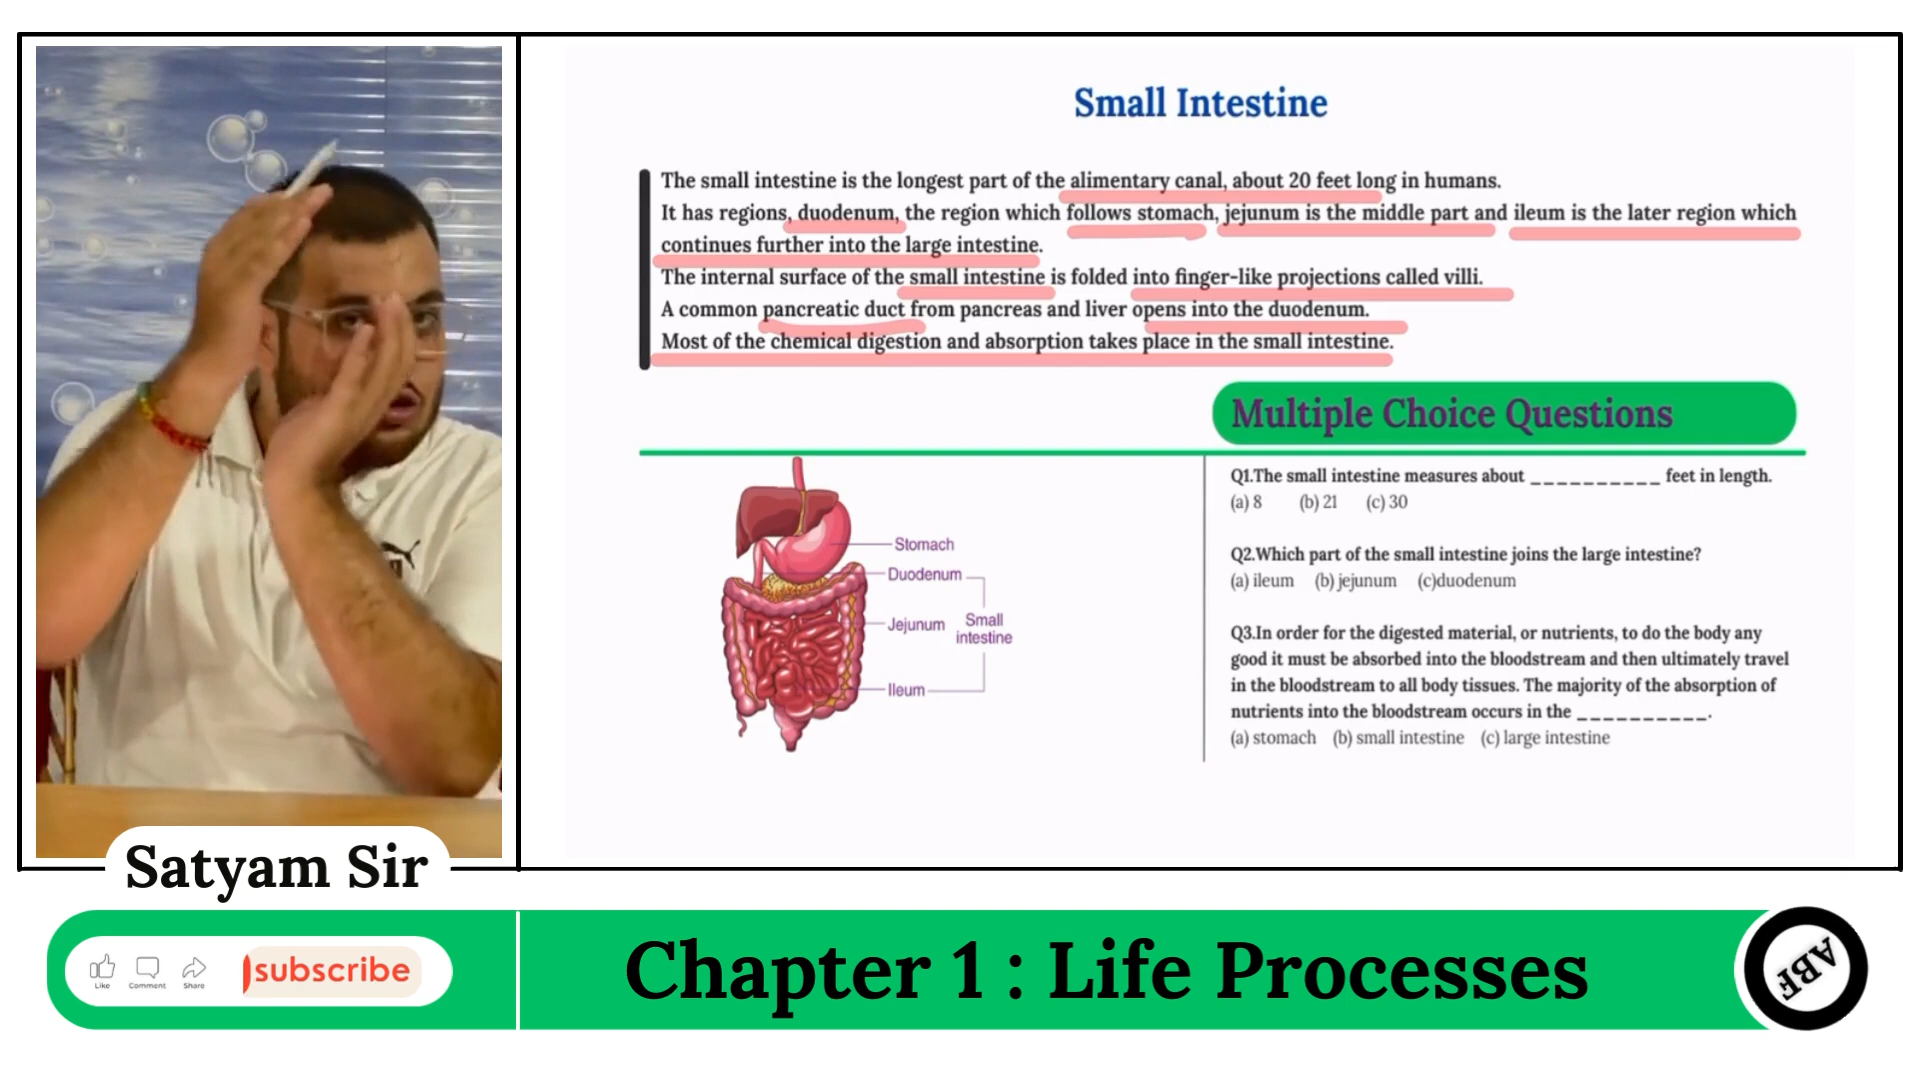 Small Intestine
The small intestine is the longest part of the alimentary canal, about 20 feet long in humans.
It has regions, duodenum, the region which follows stomach, jejunum is the middle part and ileum is the later region which
continues further into the large intestine.
The internal surface of the small intestine is folded into finger-like projections called villi.
A common pancreatic duct from pancreas and liver opens into the duodenum.
Most of the chemical digestion and absorption takes place in the small intestine.
Multiple Choice Questions
Stomach
Duodenum
Jejunum
Small
intestine
Ileum
Q1.The small intestine measures about __________ feet in length.
(a) 8 (b) 21 (c) 30
Q2.Which part of the small intestine joins the large intestine?
(a) ileum (b) jejunum (c)duodenum
Q3.In order for the digested material, or nutrients, to do the body any
good it must be absorbed into the bloodstream and then ultimately travel
in the bloodstream to all body tissues. The majority of the absorption of
nutrients into the bloodstream occurs in the __________.
(a) stomach (b) small intestine (c) large intestine
Satyam Sir
Like Comment Share
subscribe
Chapter 1 : Life Processes
ABF